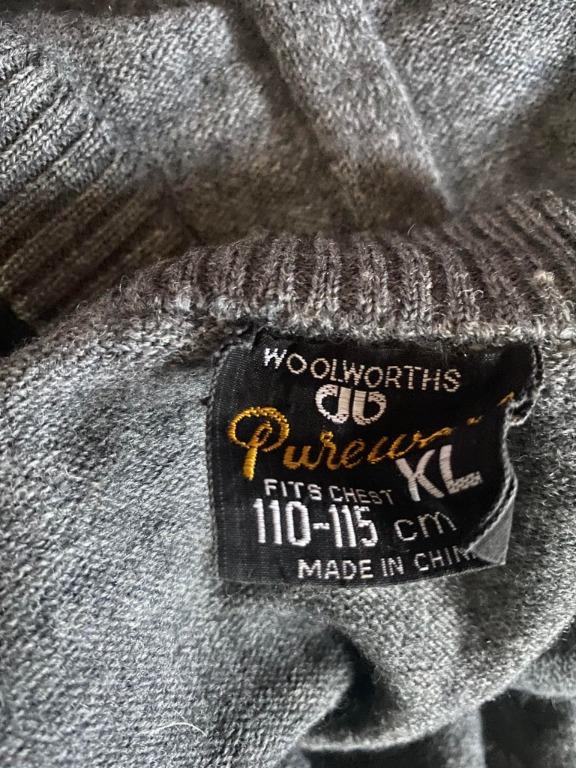 WOOLWORTHS
XL
FITS CHEST
110-115 cm
MADE IN